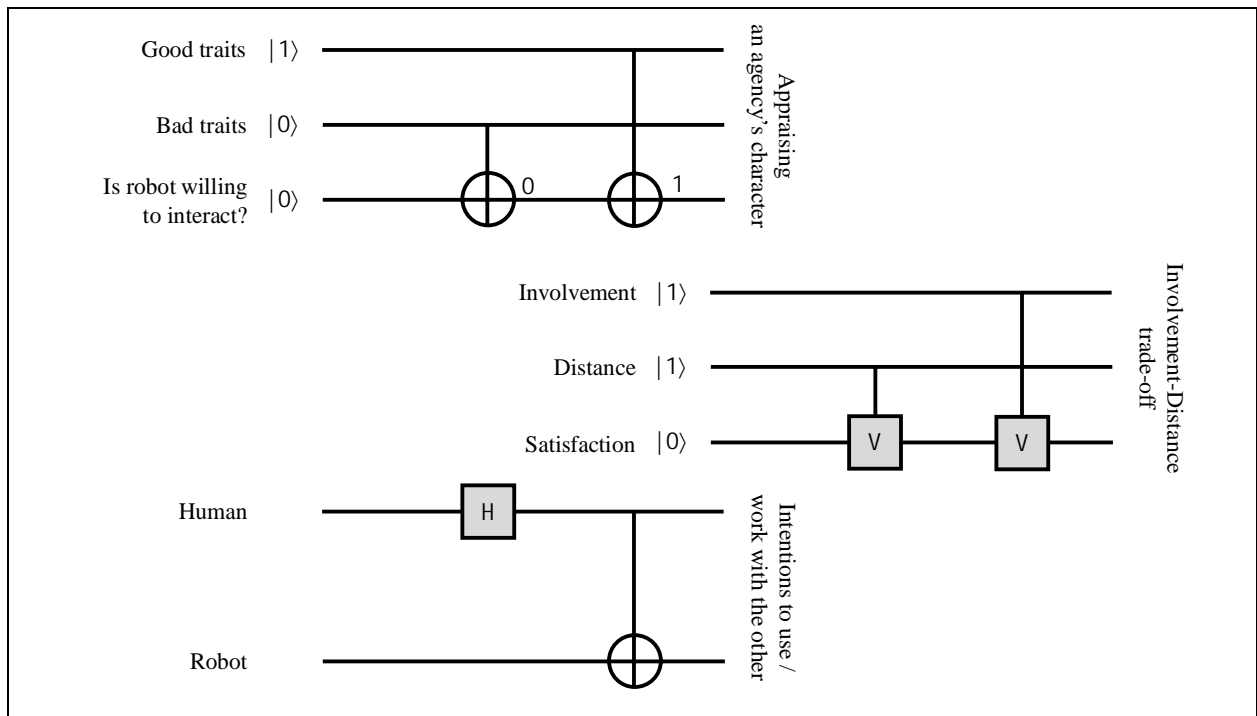 Good traits |1⟩
Bad traits |0⟩
Is robot willing
to interact? |0⟩
0
1
Appraising
an agency's character
Involvement |1⟩
Distance |1⟩
Satisfaction |0⟩
V
V
Involvement-Distance
trade-off
Human
H
Robot
Intentions to use /
work with the other